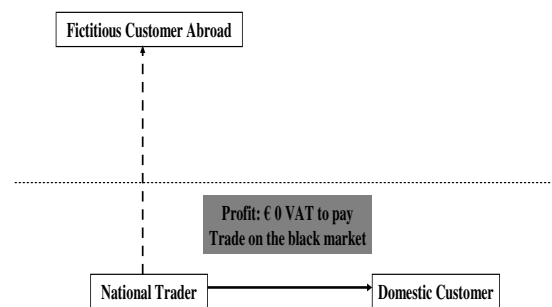 Fictitious Customer Abroad
Profit: € 0 VAT to pay
Trade on the black market
National Trader
Domestic Customer